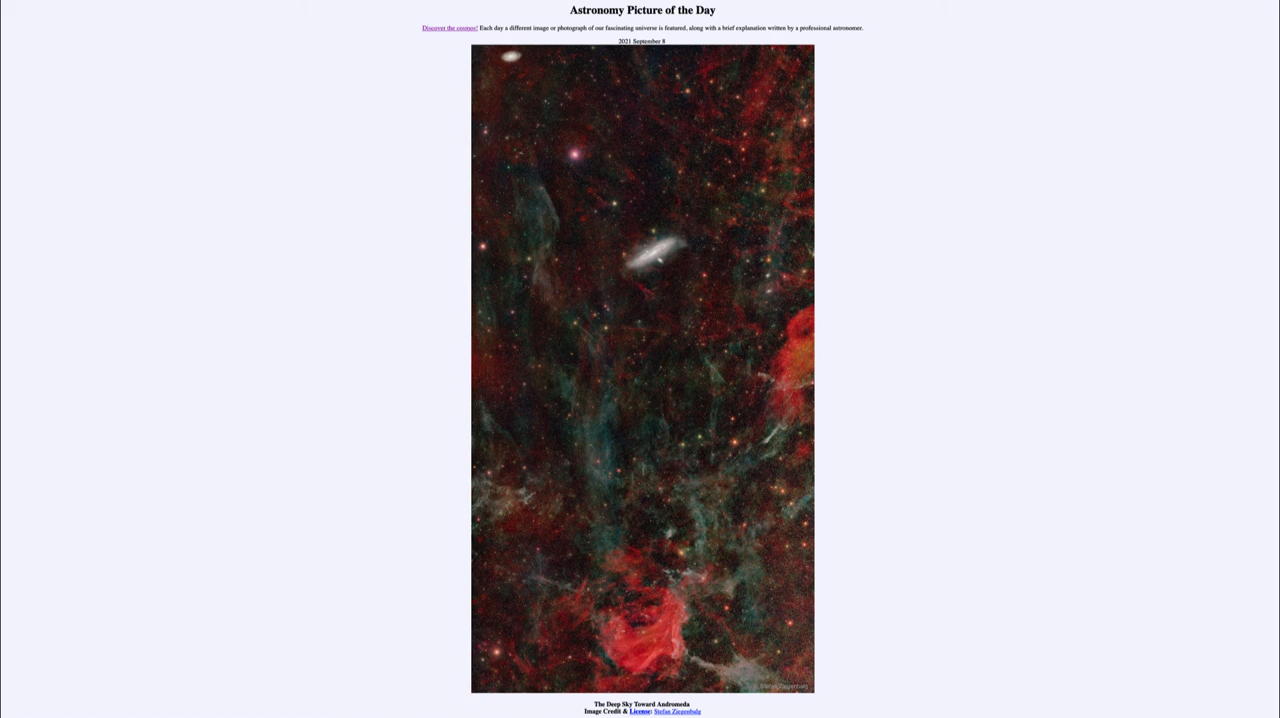 Astronomy Picture of the Day
Discover the cosmos! Each day a different image or photograph of our fascinating universe is featured, along with a brief explanation written by a professional astronomer.
2021 September 8
Stefan Ziegenbalg
The Deep Sky Toward Andromeda
Image Credit & License: Stefan Ziegenbalg